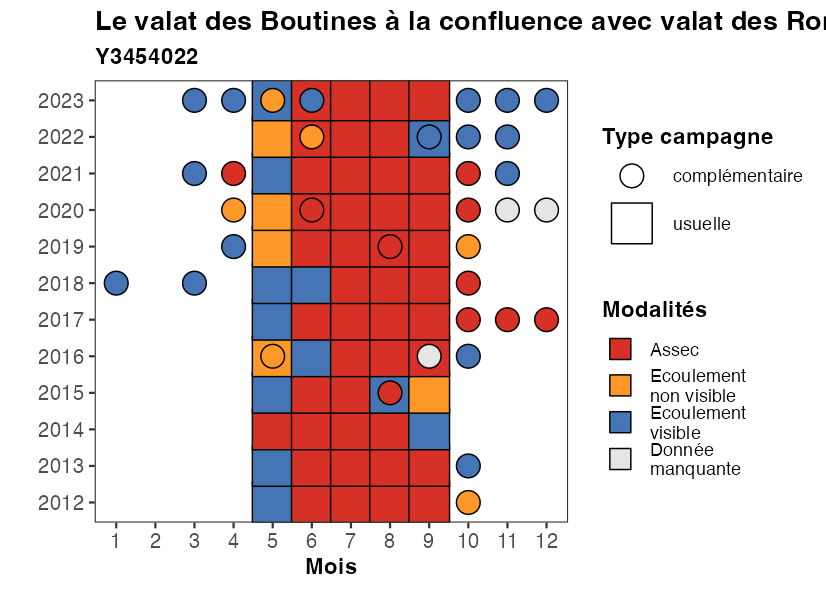 Le valat des Boutines à la confluence avec valat des Ro
Y3454022
2023
2022
2021
2020
2019
2018
2017
2016
2015
2014
2013
2012
1 2 3 4 5 6 7 8 9 10 11 12
Mois
Type campagne
complémentaire
usuelle
Modalités
Assec
Ecoulement
non visible
Ecoulement
visible
Donnée
manquante